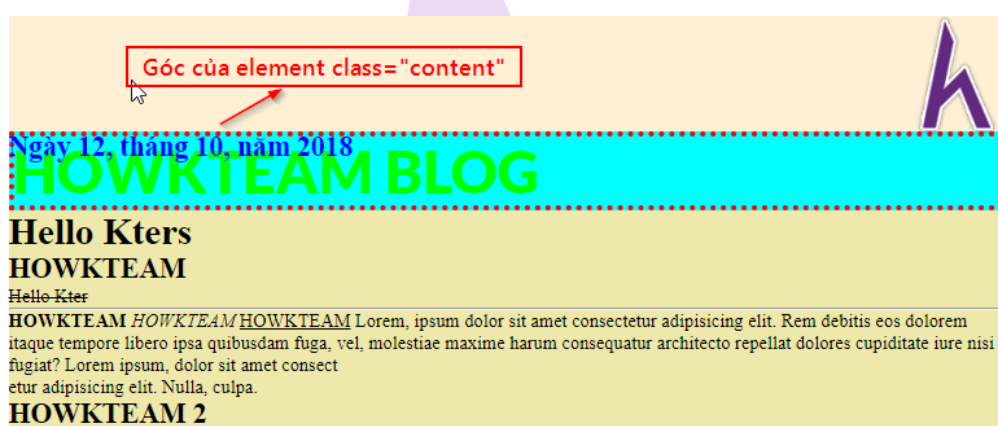 Góc của element class="content"
Ngày 12, tháng 10, năm 2018
HOWKTEAM BLOG
Hello Kters
HOWKTEAM
Hello Kter
HOWKTEAM HOWKTEAM HOWKTEAM Lorem, ipsum dolor sit amet consectetur adipisicing elit. Rem debitis eos dolorem
itaque tempore libero ipsa quibusdam fuga, vel, molestiae maxime harum consequatur architecto repellat dolores cupiditate iure nisi
fugiat? Lorem ipsum, dolor sit amet consect
etur adipisicing elit. Nulla, culpa.
HOWKTEAM 2